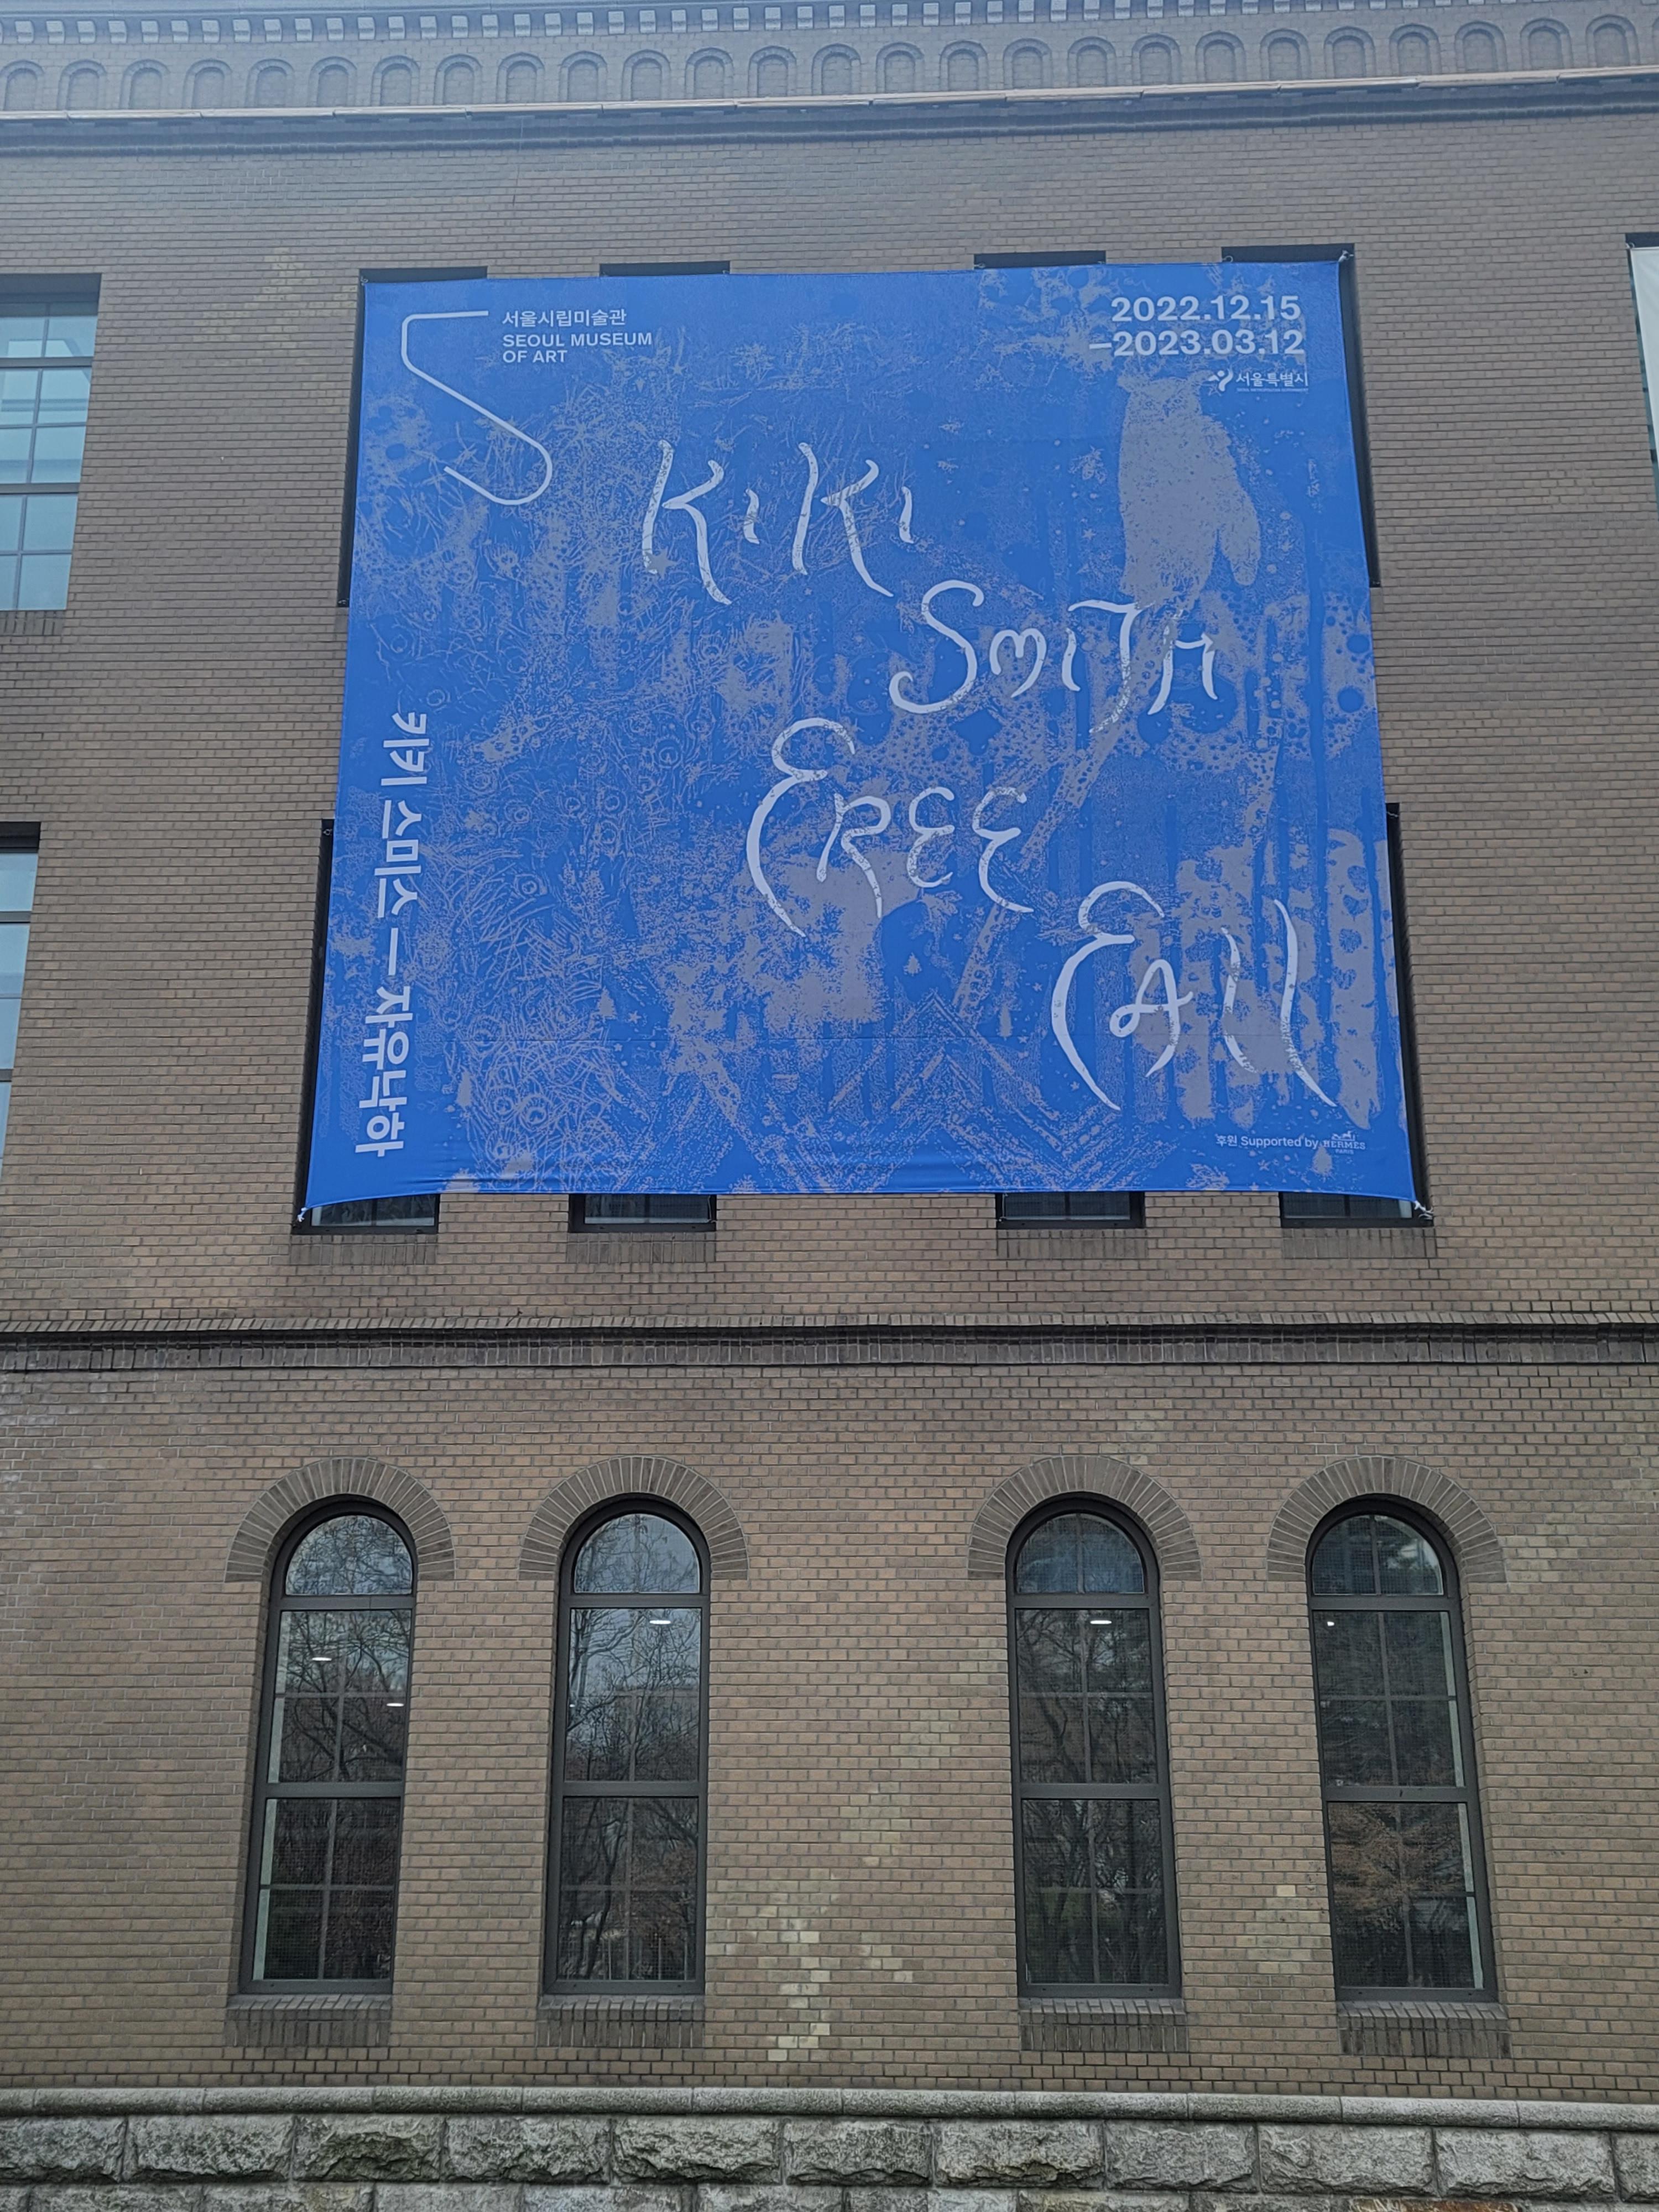 서울시립미술관
SEOUL MUSEUM
OF ART
2022.12.15
–2023.03.12
서울특별시
KIKI
SMITH
FREE
FALL
키키 스미스 — 자유낙하
후원 Supported by HERMÈS
PARIS